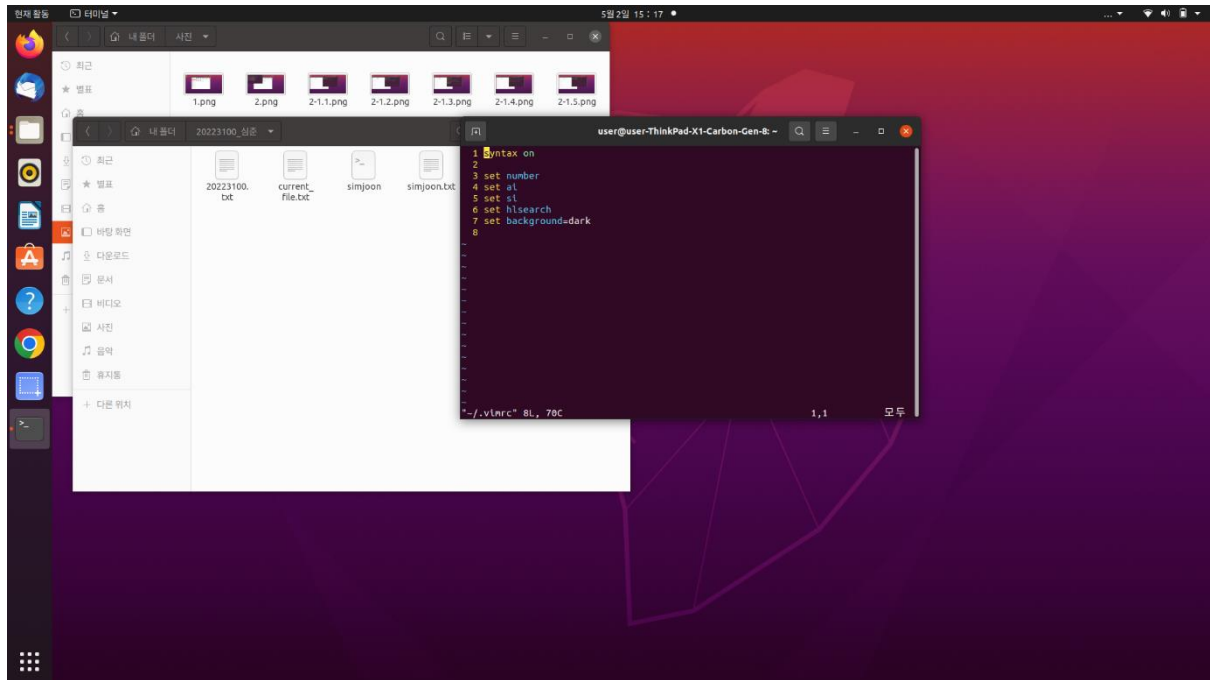 현재 활동 터미널 5월 2일 15 : 17 ...
내 폴더 사진
최근
별표
홈
1.png 2.png 2-1.1.png 2-1.2.png 2-1.3.png 2-1.4.png 2-1.5.png
내 폴더 20223100_심준
최근
별표
홈
바탕 화면
다운로드
문서
비디오
사진
음악
휴지통
+ 다른 위치
20223100.txt current_file.txt simjoon simjoon.txt
user@user-ThinkPad-X1-Carbon-Gen-8: ~
1 syntax on
2
3 set number
4 set ai
5 set si
6 set hlsearch
7 set background=dark
8
~
~
~
~
~
~
~
~
~
~
~
~
~
~
"~/.vimrc" 8L, 70C 1,1 모두